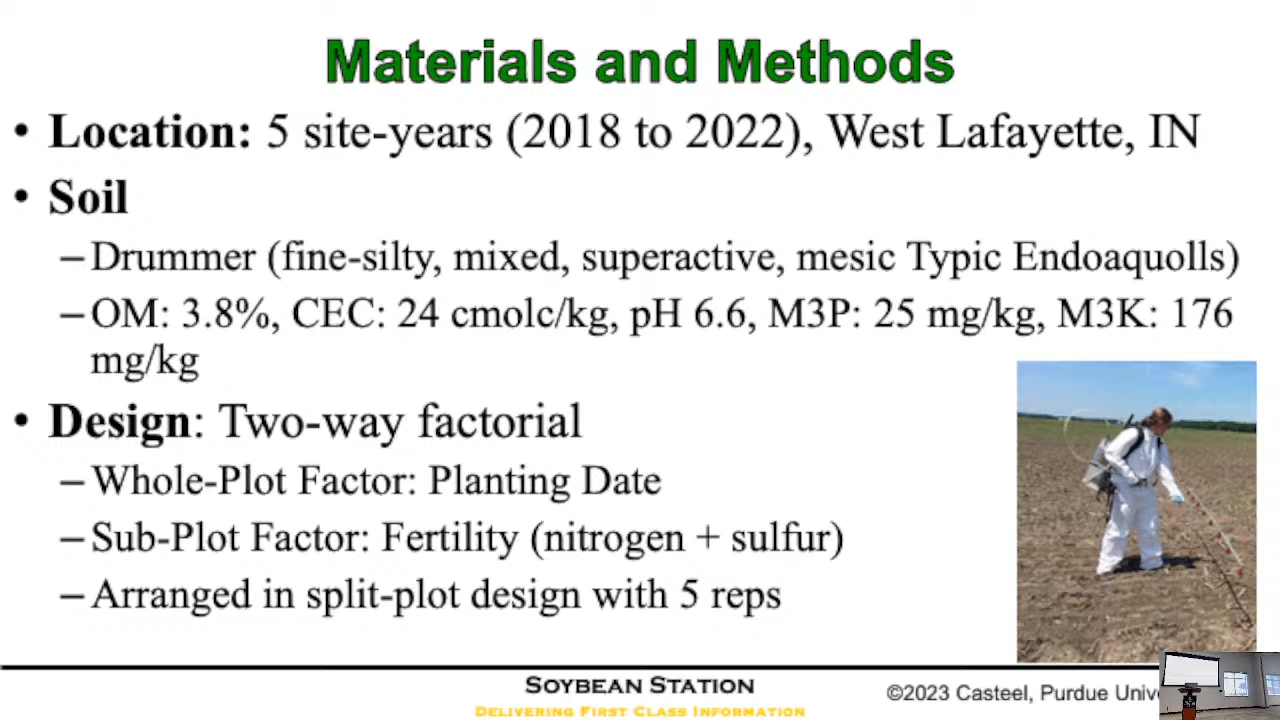 Materials and Methods
• Location: 5 site-years (2018 to 2022), West Lafayette, IN
• Soil
–Drummer (fine-silty, mixed, superactive, mesic Typic Endoaquolls)
–OM: 3.8%, CEC: 24 cmolc/kg, pH 6.6, M3P: 25 mg/kg, M3K: 176
mg/kg
• Design: Two-way factorial
–Whole-Plot Factor: Planting Date
–Sub-Plot Factor: Fertility (nitrogen + sulfur)
–Arranged in split-plot design with 5 reps
SOYBEAN STATION
DELIVERING FIRST CLASS INFORMATION
©2023 Casteel, Purdue